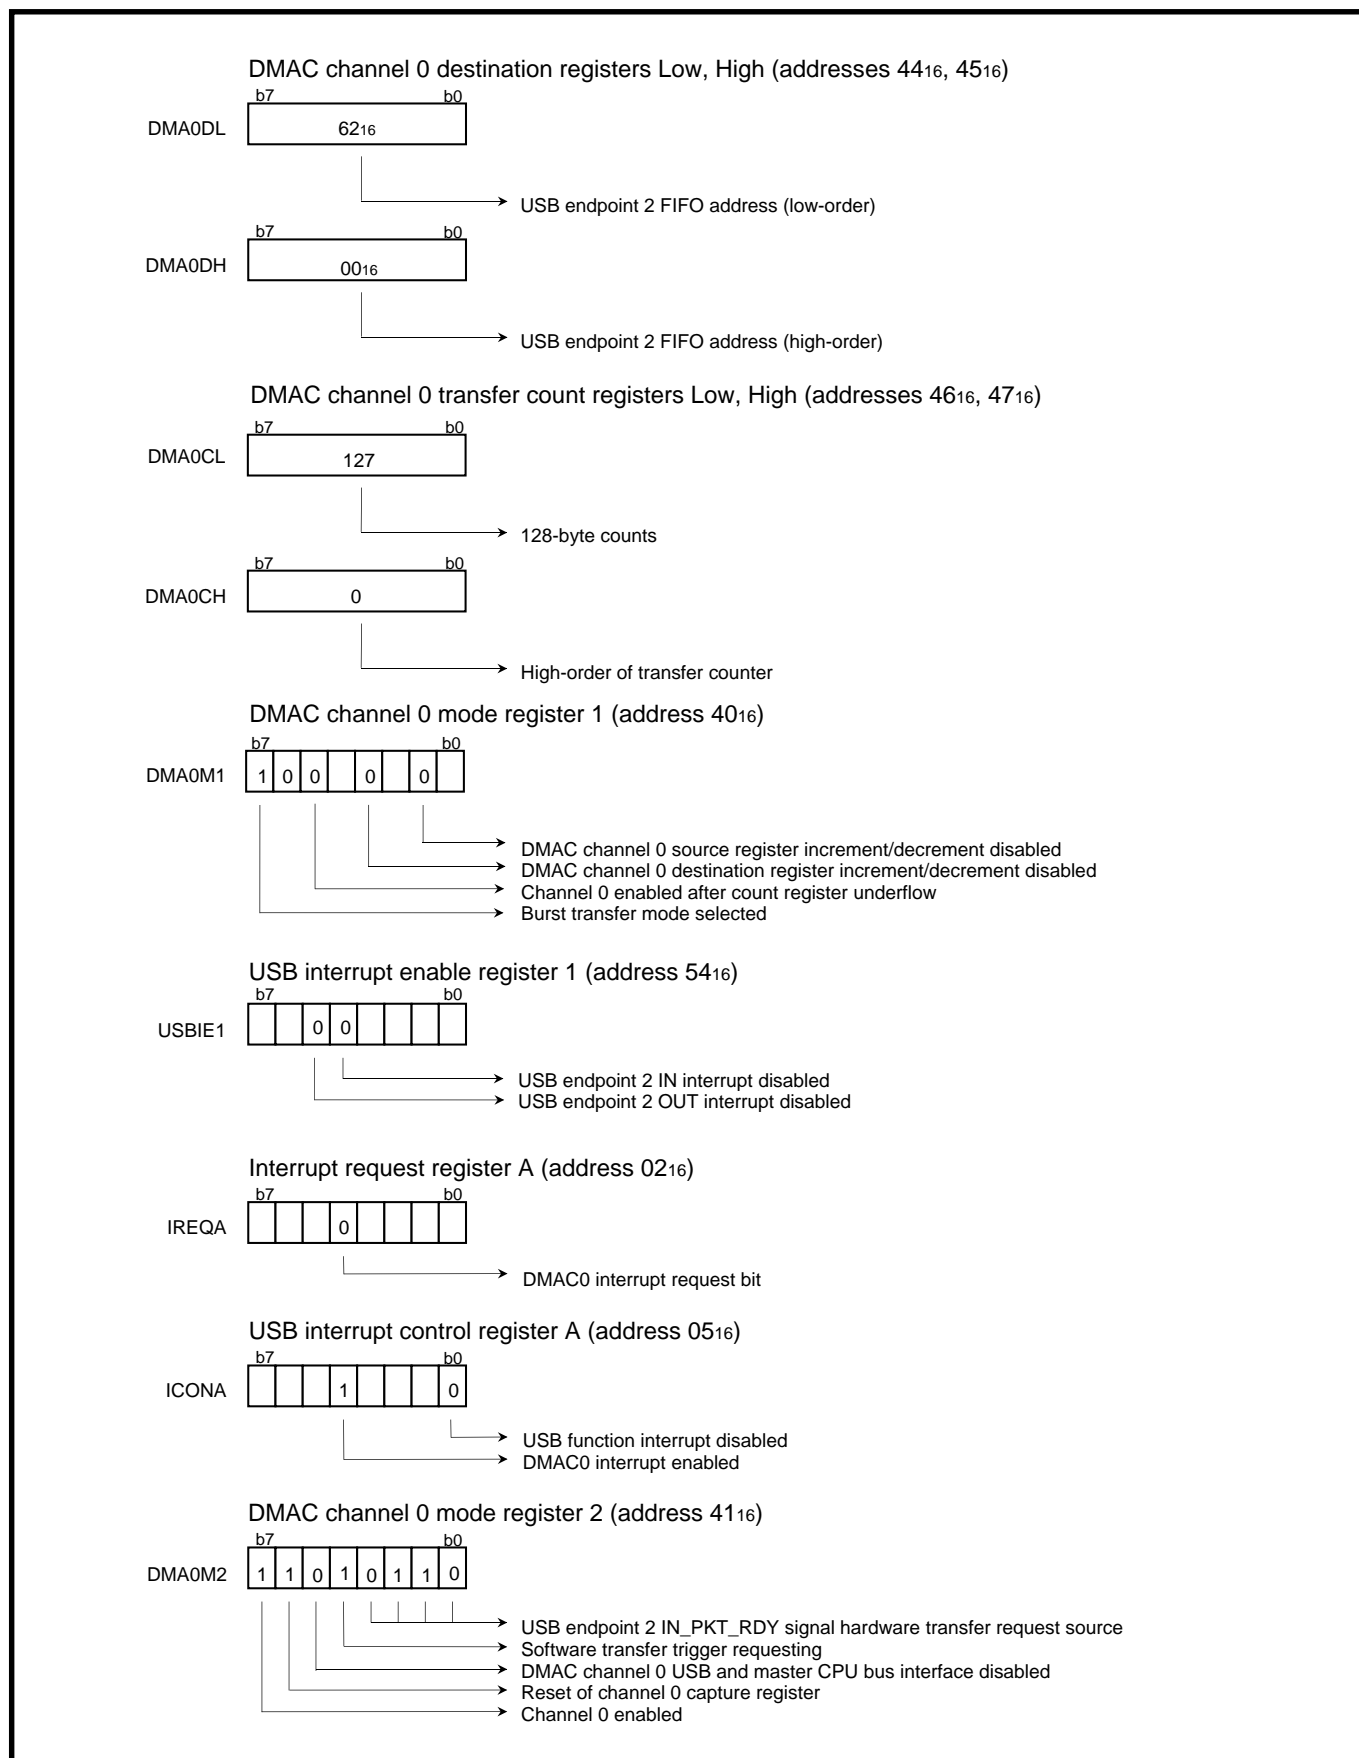 DMAC channel 0 destination registers Low, High (addresses 4416, 4516)
b7 b0
DMA0DL 6216
USB endpoint 2 FIFO address (low-order)
b7 b0
DMA0DH 0016
USB endpoint 2 FIFO address (high-order)
DMAC channel 0 transfer count registers Low, High (addresses 4616, 4716)
b7 b0
DMA0CL 127
128-byte counts
b7 b0
DMA0CH 0
High-order of transfer counter
DMAC channel 0 mode register 1 (address 4016)
b7 b0
DMA0M1 1 0 0 0 0
DMAC channel 0 source register increment/decrement disabled
DMAC channel 0 destination register increment/decrement disabled
Channel 0 enabled after count register underflow
Burst transfer mode selected
USB interrupt enable register 1 (address 5416)
b7 b0
USBIE1 0 0
USB endpoint 2 IN interrupt disabled
USB endpoint 2 OUT interrupt disabled
Interrupt request register A (address 0216)
b7 b0
IREQA 0
DMAC0 interrupt request bit
USB interrupt control register A (address 0516)
b7 b0
ICONA 1 0
USB function interrupt disabled
DMAC0 interrupt enabled
DMAC channel 0 mode register 2 (address 4116)
b7 b0
DMA0M2 1 1 0 1 0 1 1 0
USB endpoint 2 IN_PKT_RDY signal hardware transfer request source
Software transfer trigger requesting
DMAC channel 0 USB and master CPU bus interface disabled
Reset of channel 0 capture register
Channel 0 enabled